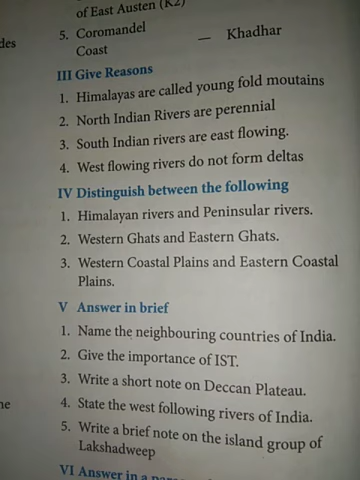 of East Austen (K2)
des
5. Coromandel
Coast
— Khadhar
III Give Reasons
1. Himalayas are called young fold moutains
2. North Indian Rivers are perennial
3. South Indian rivers are east flowing.
4. West flowing rivers do not form deltas
IV Distinguish between the following
1. Himalayan rivers and Peninsular rivers.
2. Western Ghats and Eastern Ghats.
3. Western Coastal Plains and Eastern Coastal
Plains.
V Answer in brief
1. Name the neighbouring countries of India.
2. Give the importance of IST.
3. Write a short note on Deccan Plateau.
ne
4. State the west following rivers of India.
5. Write a brief note on the island group of
Lakshadweep
VI Answer in a